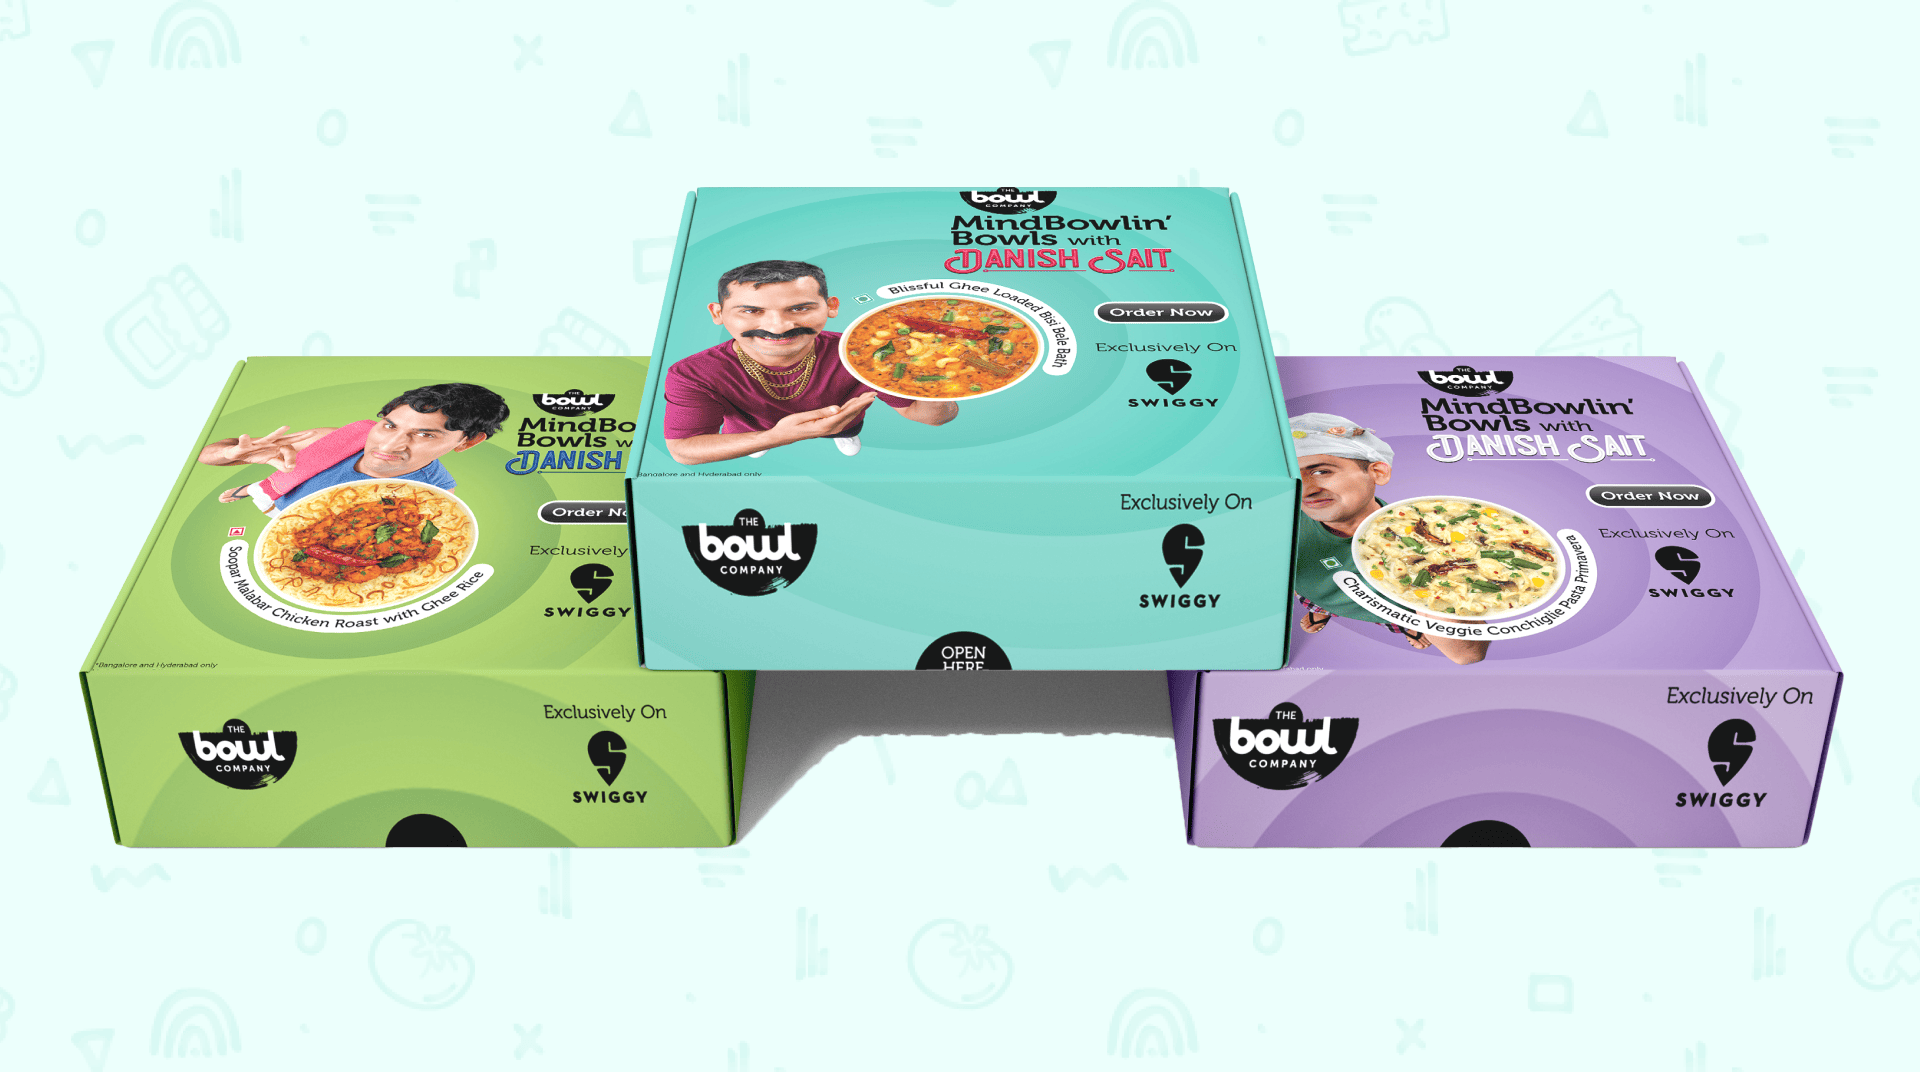 THE
bowl
COMPANY
MindBowlin'
Bowls with
DANISH SAIT
Blissful Ghee Loaded Bisi Bele Bath
Order Now
Exclusively On
SWIGGY
Bangalore and Hyderabad only
THE
bowl
COMPANY
Exclusively On
SWIGGY
OPEN
HERE
THE
bowl
COMPANY
MindBo
Bowls w
DANISH
Order No
Soopar Malabar Chicken Roast with Ghee Rice
Exclusively
SWIGGY
*Bangalore and Hyderabad only
THE
bowl
COMPANY
Exclusively On
SWIGGY
THE
bowl
COMPANY
MindBowlin'
Bowls with
DANISH SAIT
Order Now
Charismatic Veggie Conchiglie Pasta Primavera
Exclusively On
SWIGGY
only
THE
bowl
COMPANY
Exclusively On
SWIGGY